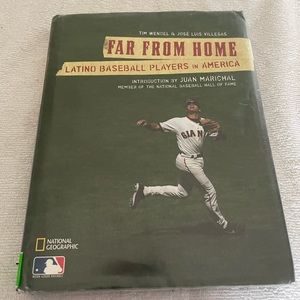 TIM WENDEL & JOSÉ LUIS VILLEGAS
FAR FROM HOME
LATINO BASEBALL PLAYERS IN AMERICA
INTRODUCTION BY JUAN MARICHAL
MEMBER OF THE NATIONAL BASEBALL HALL OF FAME
GIANTS
NATIONAL
GEOGRAPHIC